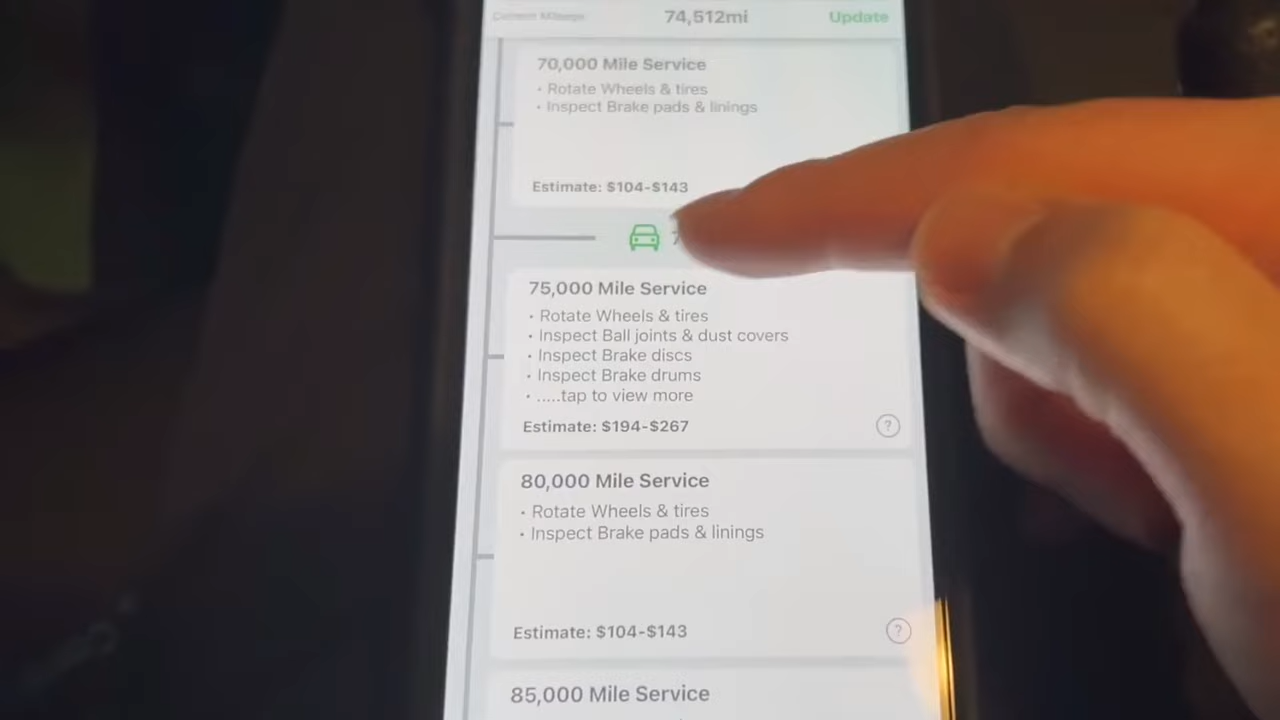 Current Mileage 74,512mi Update
70,000 Mile Service
• Rotate Wheels & tires
• Inspect Brake pads & linings
Estimate: $104-$143
75,000 Mile Service
• Rotate Wheels & tires
• Inspect Ball joints & dust covers
• Inspect Brake discs
• Inspect Brake drums
• .....tap to view more
Estimate: $194-$267 ?
80,000 Mile Service
• Rotate Wheels & tires
• Inspect Brake pads & linings
Estimate: $104-$143 ?
85,000 Mile Service